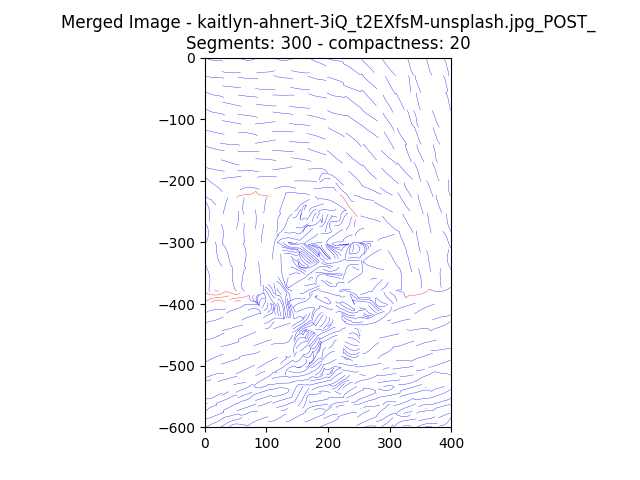 Merged Image - kaitlyn-ahnert-3iQ_t2EXfsM-unsplash.jpg_POST_
Segments: 300 - compactness: 20
0
−100
−200
−300
−400
−500
−600
0 100 200 300 400